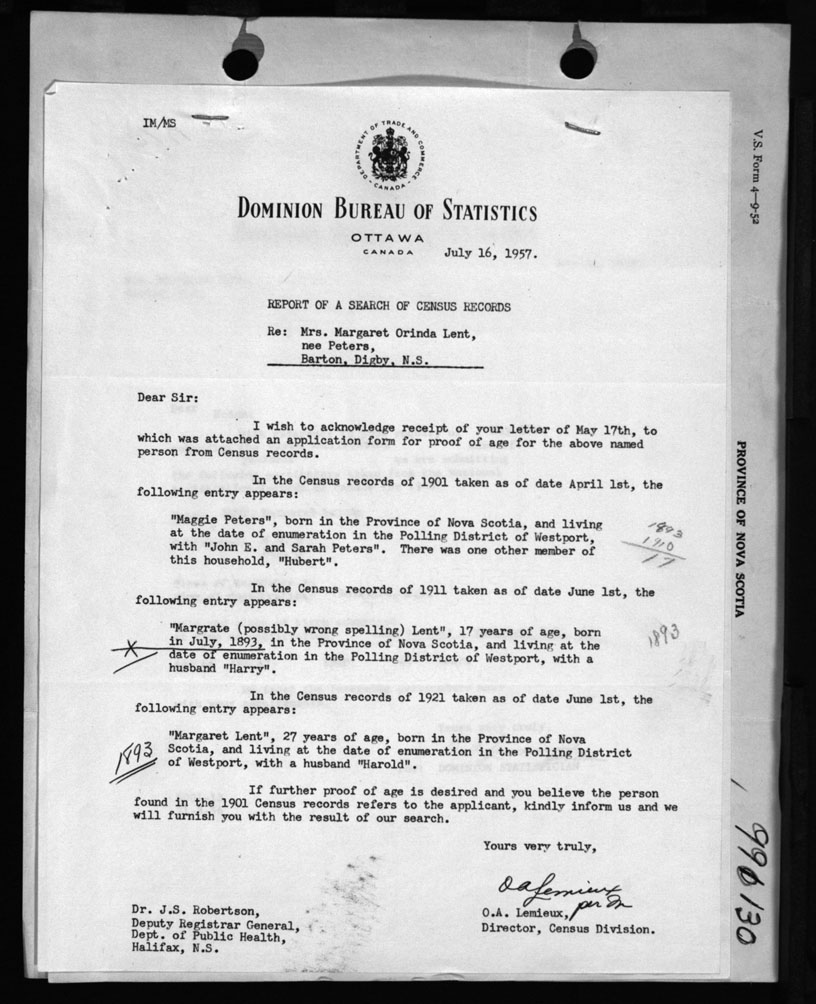 IM/MS
DEPARTMENT OF TRADE AND COMMERCE
CANADA
DOMINION BUREAU OF STATISTICS
OTTAWA
CANADA
July 16, 1957.
REPORT OF A SEARCH OF CENSUS RECORDS
Re: Mrs. Margaret Orinda Lent,
nee Peters,
Barton, Digby, N.S.
Dear Sir:
I wish to acknowledge receipt of your letter of May 17th, to
which was attached an application form for proof of age for the above named
person from Census records.
In the Census records of 1901 taken as of date April 1st, the
following entry appears:
"Maggie Peters", born in the Province of Nova Scotia, and living
at the date of enumeration in the Polling District of Westport,
with "John E. and Sarah Peters". There was one other member of
this household, "Hubert".
1893
1910
17
In the Census records of 1911 taken as of date June 1st, the
following entry appears:
"Margrate (possibly wrong spelling) Lent", 17 years of age, born
in July, 1893, in the Province of Nova Scotia, and living at the
date of enumeration in the Polling District of Westport, with a
husband "Harry".
X
1893
In the Census records of 1921 taken as of date June 1st, the
following entry appears:
"Margaret Lent", 27 years of age, born in the Province of Nova
Scotia, and living at the date of enumeration in the Polling District
of Westport, with a husband "Harold".
1893
If further proof of age is desired and you believe the person
found in the 1901 Census records refers to the applicant, kindly inform us and we
will furnish you with the result of our search.
Yours very truly,
OALemieux
per
O.A. Lemieux,
Director, Census Division.
Dr. J.S. Robertson,
Deputy Registrar General,
Dept. of Public Health,
Halifax, N.S.
V.S. Form 4—9-52
PROVINCE OF NOVA SCOTIA
996130